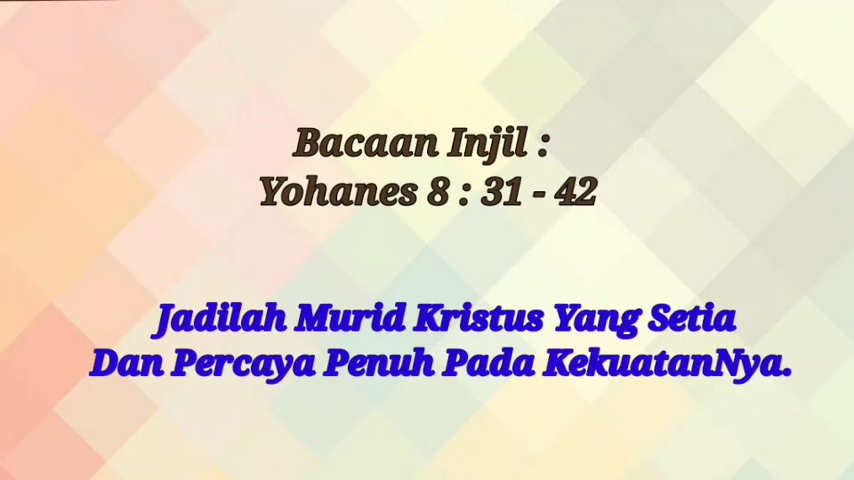 Bacaan Injil :
Yohanes 8 : 31 - 42
Jadilah Murid Kristus Yang Setia
Dan Percaya Penuh Pada KekuatanNya.